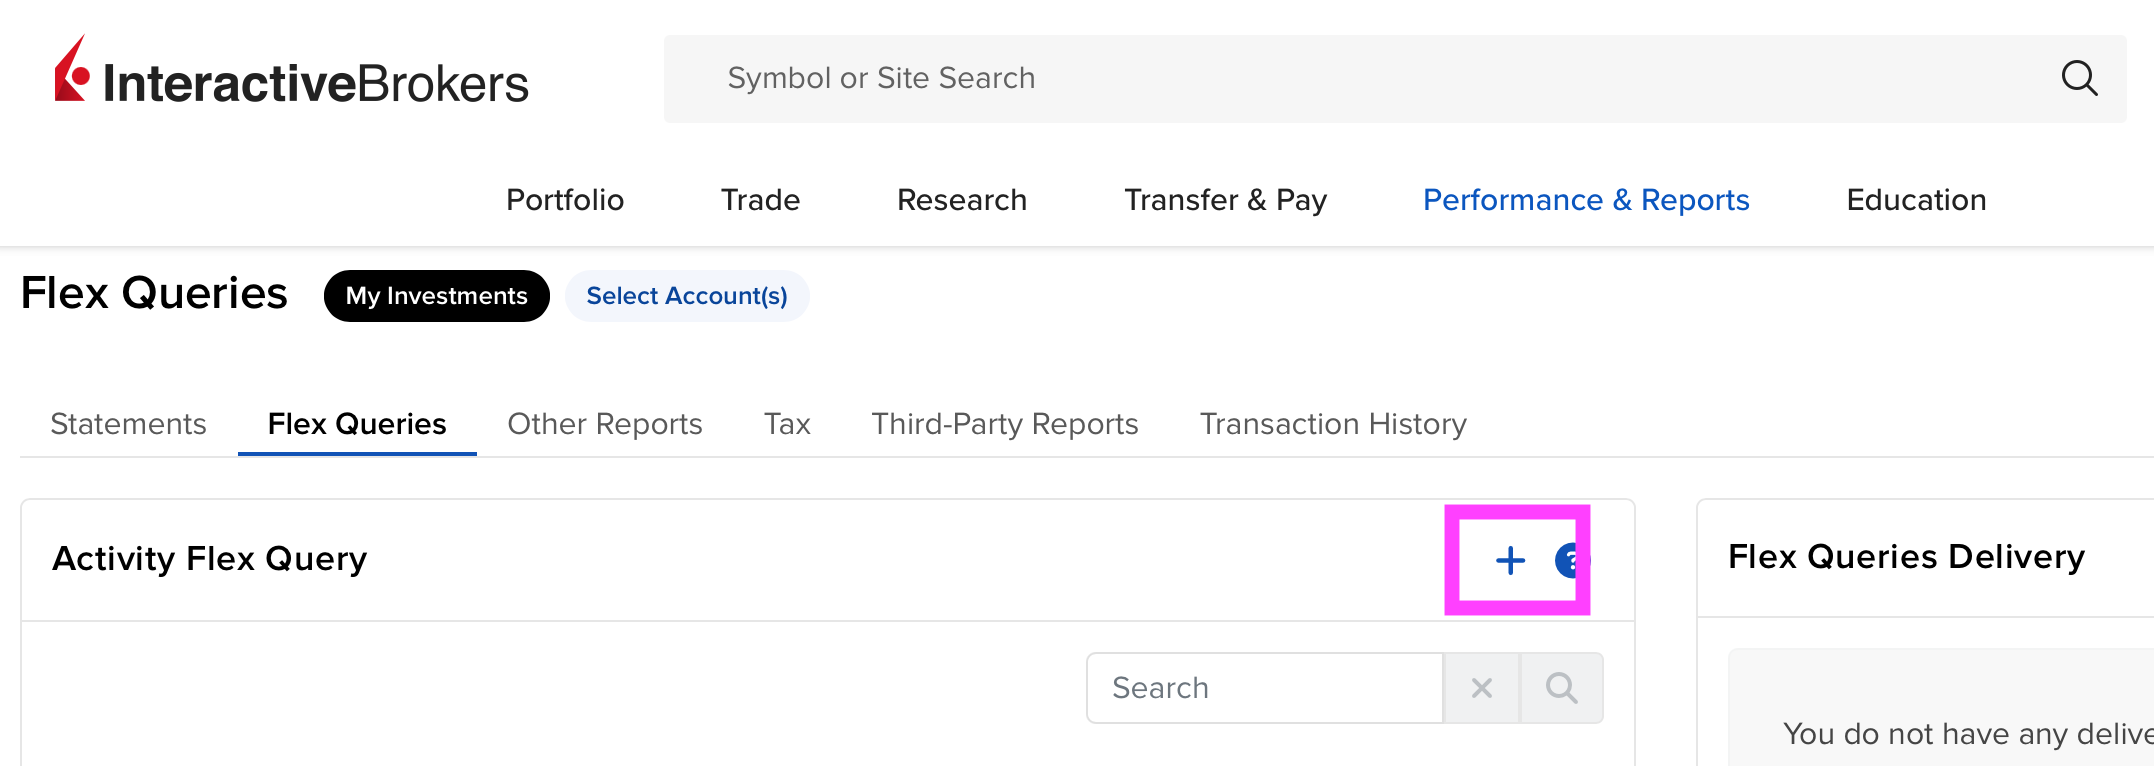 InteractiveBrokers
Symbol or Site Search
Portfolio Trade Research Transfer & Pay Performance & Reports Education
Flex Queries My Investments Select Account(s)
Statements Flex Queries Other Reports Tax Third-Party Reports Transaction History
Activity Flex Query + ?
Flex Queries Delivery
Search
You do not have any delive